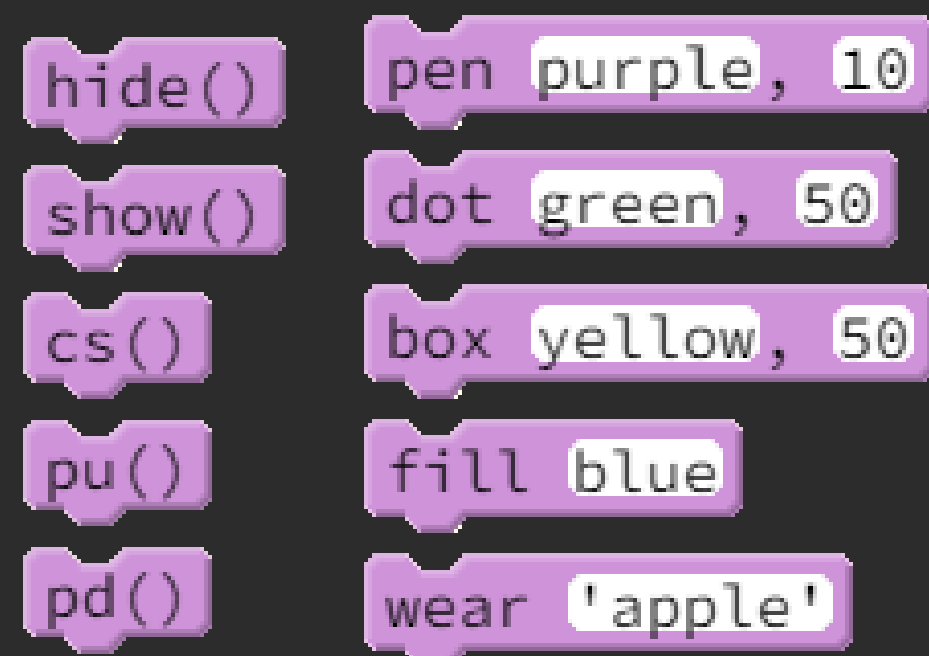 hide()
show()
cs()
pu()
pd()
pen purple, 10
dot green, 50
box yellow, 50
fill blue
wear 'apple'